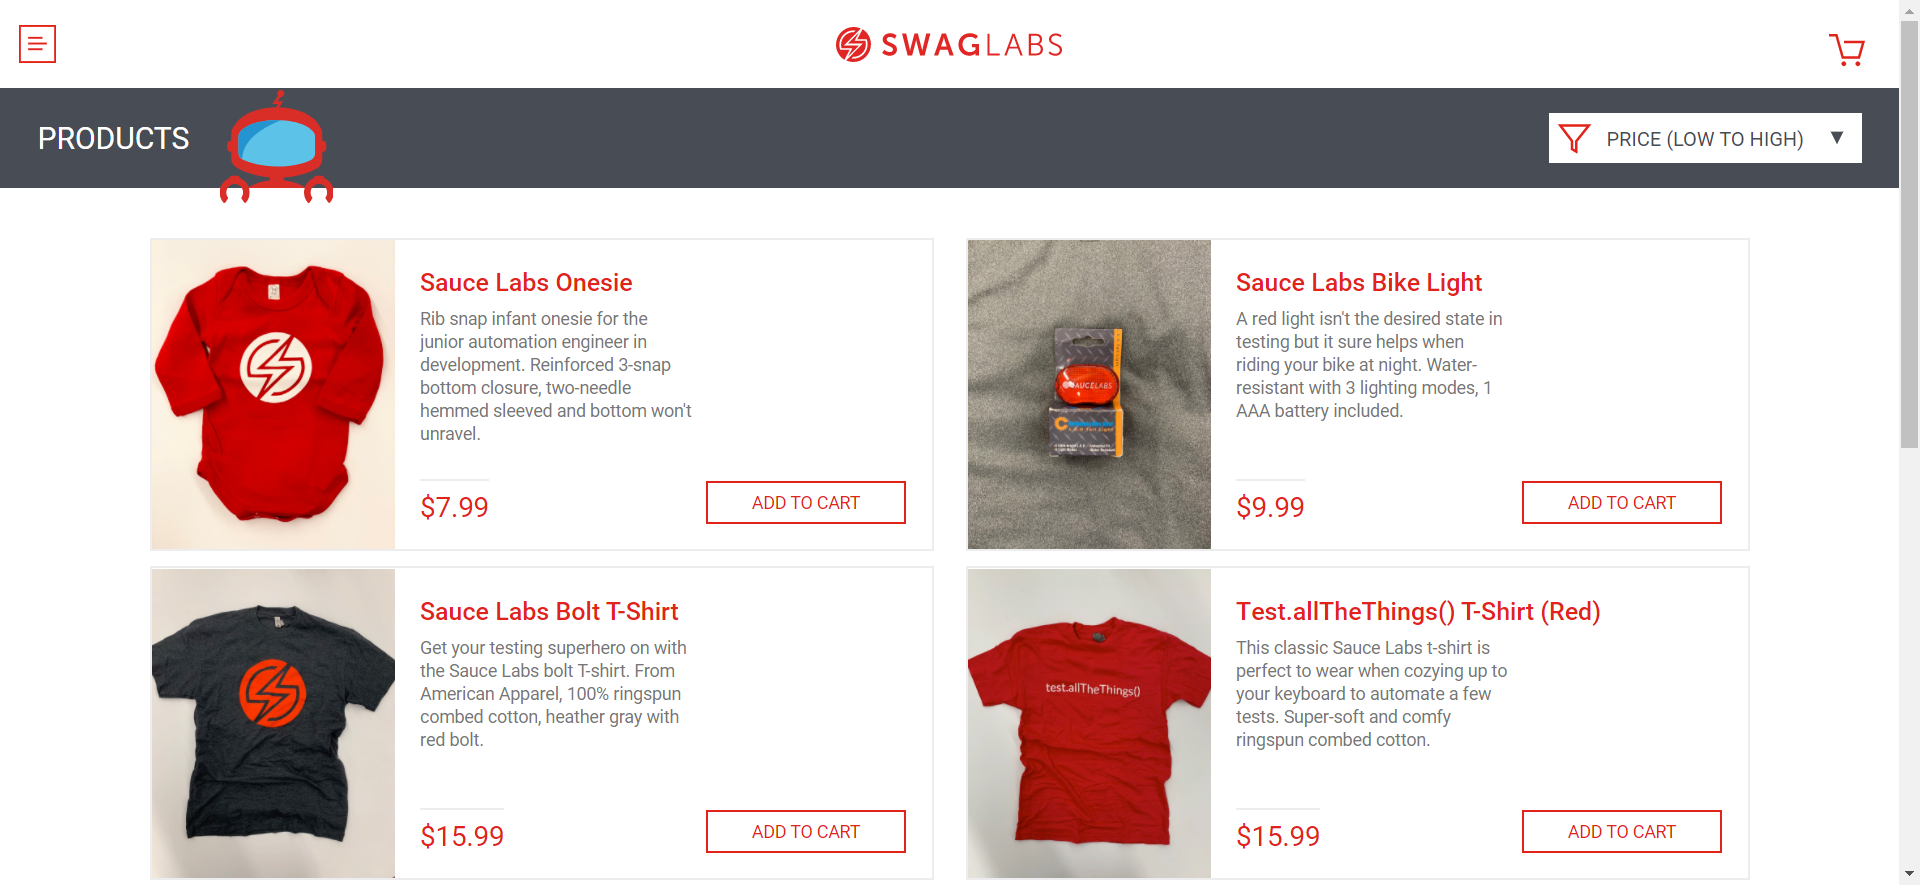 SWAGLABS
PRODUCTS
PRICE (LOW TO HIGH)
Sauce Labs Onesie
Rib snap infant onesie for the
junior automation engineer in
development. Reinforced 3-snap
bottom closure, two-needle
hemmed sleeved and bottom won't
unravel.
$7.99
ADD TO CART
SAUCELABS
Sauce Labs Bike Light
A red light isn't the desired state in
testing but it sure helps when
riding your bike at night. Water-
resistant with 3 lighting modes, 1
AAA battery included.
$9.99
ADD TO CART
Sauce Labs Bolt T-Shirt
Get your testing superhero on with
the Sauce Labs bolt T-shirt. From
American Apparel, 100% ringspun
combed cotton, heather gray with
red bolt.
$15.99
ADD TO CART
test.allTheThings()
Test.allTheThings() T-Shirt (Red)
This classic Sauce Labs t-shirt is
perfect to wear when cozying up to
your keyboard to automate a few
tests. Super-soft and comfy
ringspun combed cotton.
$15.99
ADD TO CART